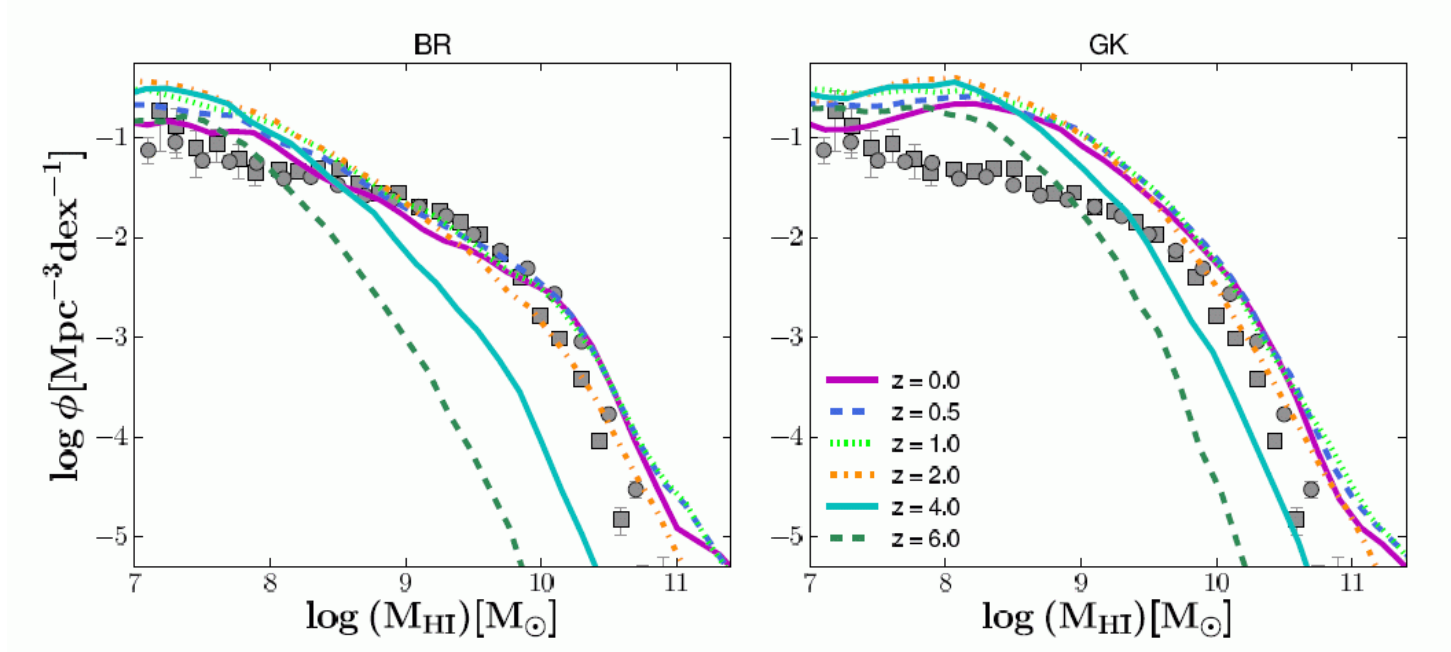 BR
GK
log ϕ[Mpc⁻³dex⁻¹]
−1
−2
−3
−4
−5
7 8 9 10 11
log (M_HI)[M_⊙]
−1
−2
−3
−4
−5
z = 0.0
z = 0.5
z = 1.0
z = 2.0
z = 4.0
z = 6.0
7 8 9 10 11
log (M_HI)[M_⊙]